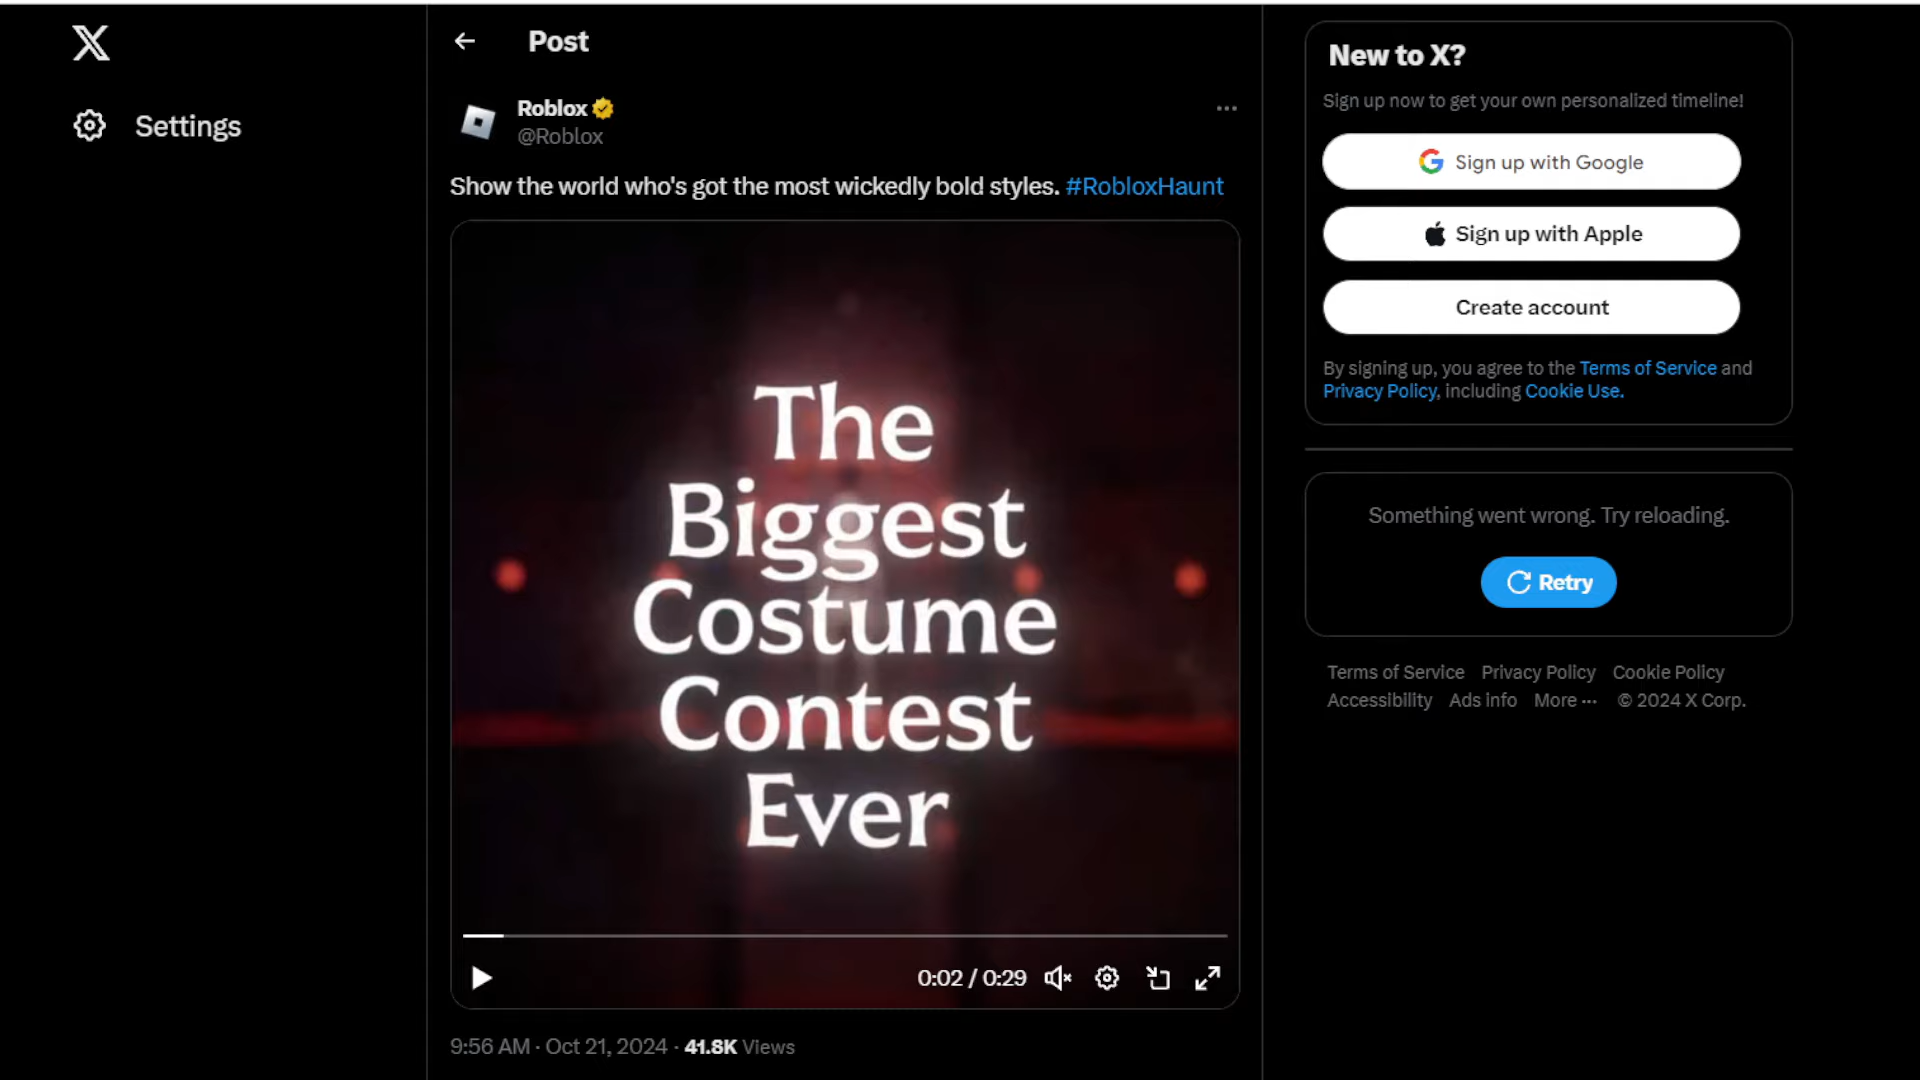 Settings
Post
Roblox
@Roblox
Show the world who's got the most wickedly bold styles. #RobloxHaunt
The
Biggest
Costume
Contest
Ever
0:02 / 0:29
9:56 AM · Oct 21, 2024 · 41.8K Views
New to X?
Sign up now to get your own personalized timeline!
Sign up with Google
Sign up with Apple
Create account
By signing up, you agree to the Terms of Service and
Privacy Policy, including Cookie Use.
Something went wrong. Try reloading.
Retry
Terms of Service Privacy Policy Cookie Policy
Accessibility Ads info More ··· © 2024 X Corp.